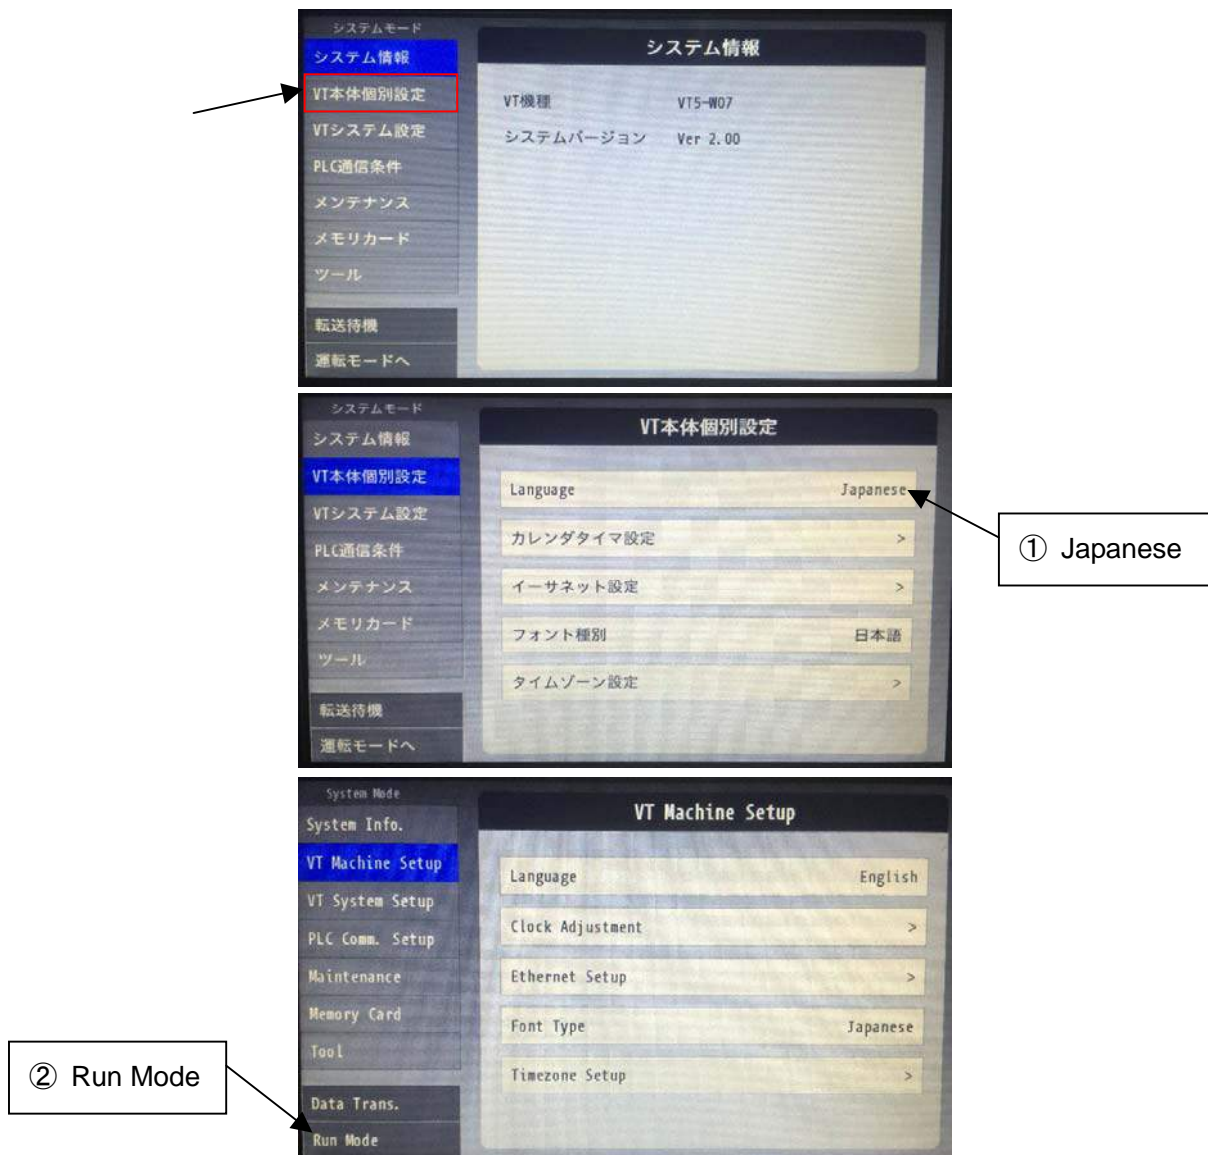 システムモード
システム情報
VT本体個別設定
VTシステム設定
PLC通信条件
メンテナンス
メモリカード
ツール
転送待機
運転モードへ
システム情報
VT機種 VT5-W07
システムバージョン Ver 2.00
システムモード
システム情報
VT本体個別設定
VTシステム設定
PLC通信条件
メンテナンス
メモリカード
ツール
転送待機
運転モードへ
VT本体個別設定
Language Japanese
カレンダタイマ設定 >
イーサネット設定 >
フォント種別 日本語
タイムゾーン設定 >
① Japanese
System Mode
System Info.
VT Machine Setup
VT System Setup
PLC Comm. Setup
Maintenance
Memory Card
Tool
Data Trans.
Run Mode
VT Machine Setup
Language English
Clock Adjustment >
Ethernet Setup >
Font Type Japanese
Timezone Setup >
② Run Mode